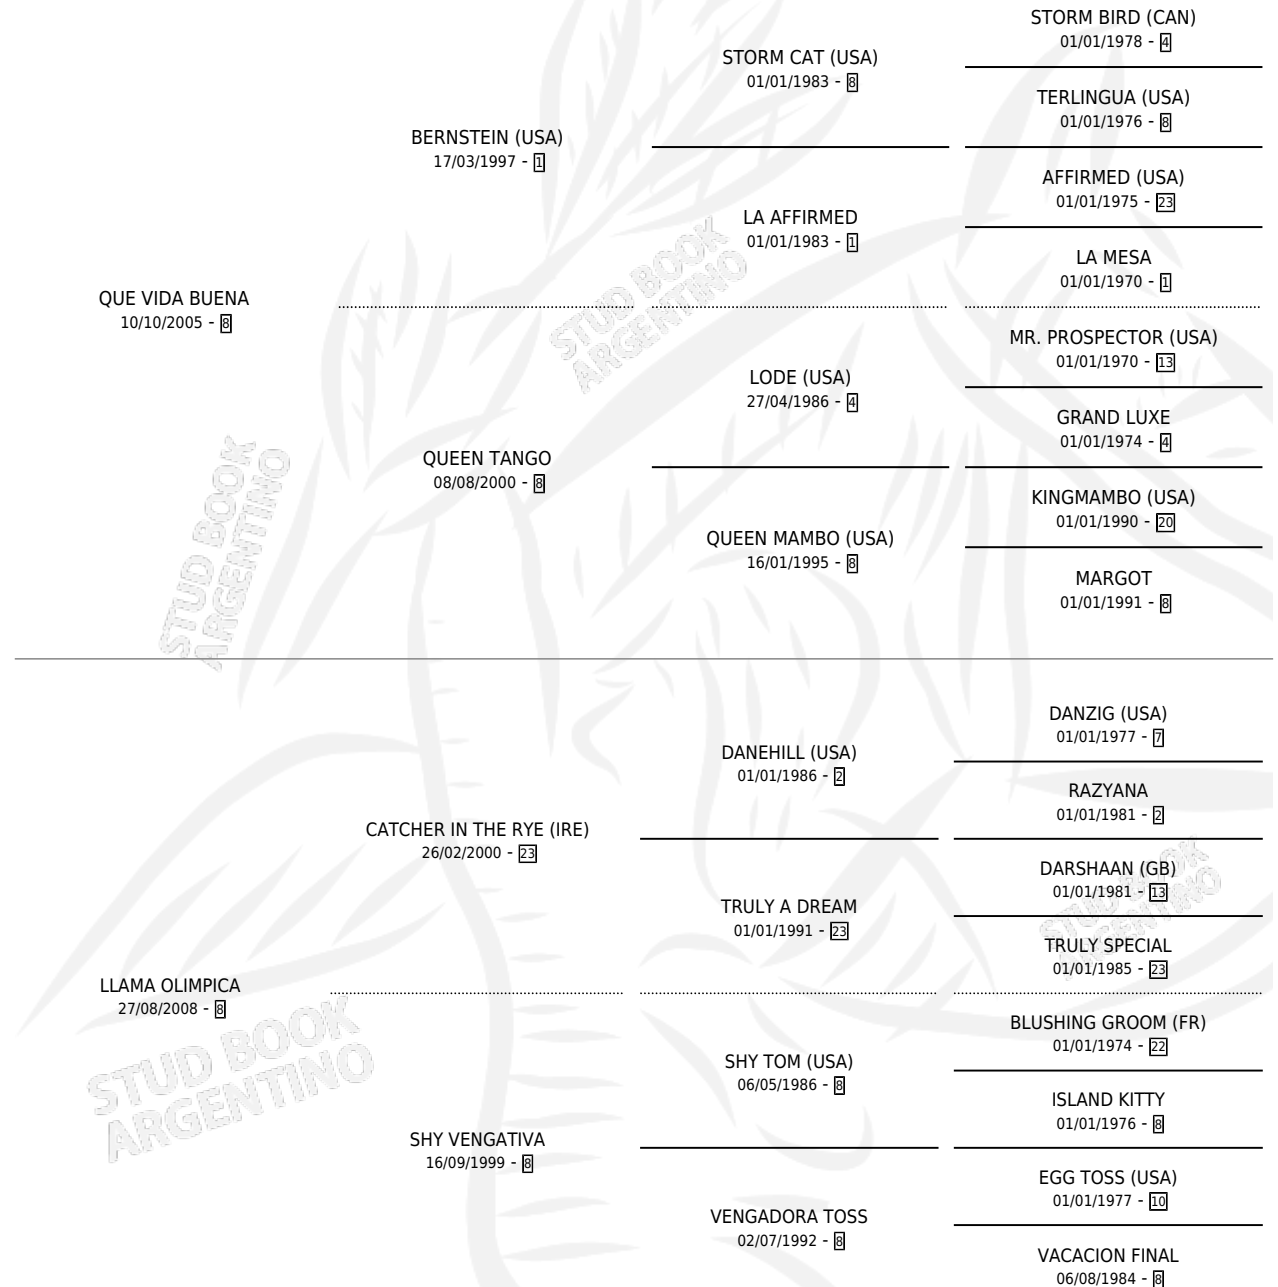 STORM BIRD (CAN)
01/01/1978 - 4
STORM CAT (USA)
01/01/1983 - 8
TERLINGUA (USA)
01/01/1976 - 8
BERNSTEIN (USA)
17/03/1997 - 1
AFFIRMED (USA)
01/01/1975 - 23
LA AFFIRMED
01/01/1983 - 1
LA MESA
01/01/1970 - 1
QUE VIDA BUENA
10/10/2005 - 8
MR. PROSPECTOR (USA)
01/01/1970 - 13
LODE (USA)
27/04/1986 - 4
GRAND LUXE
01/01/1974 - 4
QUEEN TANGO
08/08/2000 - 8
KINGMAMBO (USA)
01/01/1990 - 20
QUEEN MAMBO (USA)
16/01/1995 - 8
MARGOT
01/01/1991 - 8
STUD BOOK
ARGENTINO
STUD BOOK
ARGENTINO
DANZIG (USA)
01/01/1977 - 7
DANEHILL (USA)
01/01/1986 - 2
RAZYANA
01/01/1981 - 2
CATCHER IN THE RYE (IRE)
26/02/2000 - 23
DARSHAAN (GB)
01/01/1981 - 13
TRULY A DREAM
01/01/1991 - 23
TRULY SPECIAL
01/01/1985 - 23
STUD BOOK
ARGENTINO
LLAMA OLIMPICA
27/08/2008 - 8
BLUSHING GROOM (FR)
01/01/1974 - 22
SHY TOM (USA)
06/05/1986 - 8
ISLAND KITTY
01/01/1976 - 8
SHY VENGATIVA
16/09/1999 - 8
EGG TOSS (USA)
01/01/1977 - 10
VENGADORA TOSS
02/07/1992 - 8
VACACION FINAL
06/08/1984 - 8
STUD BOOK
ARGENTINO